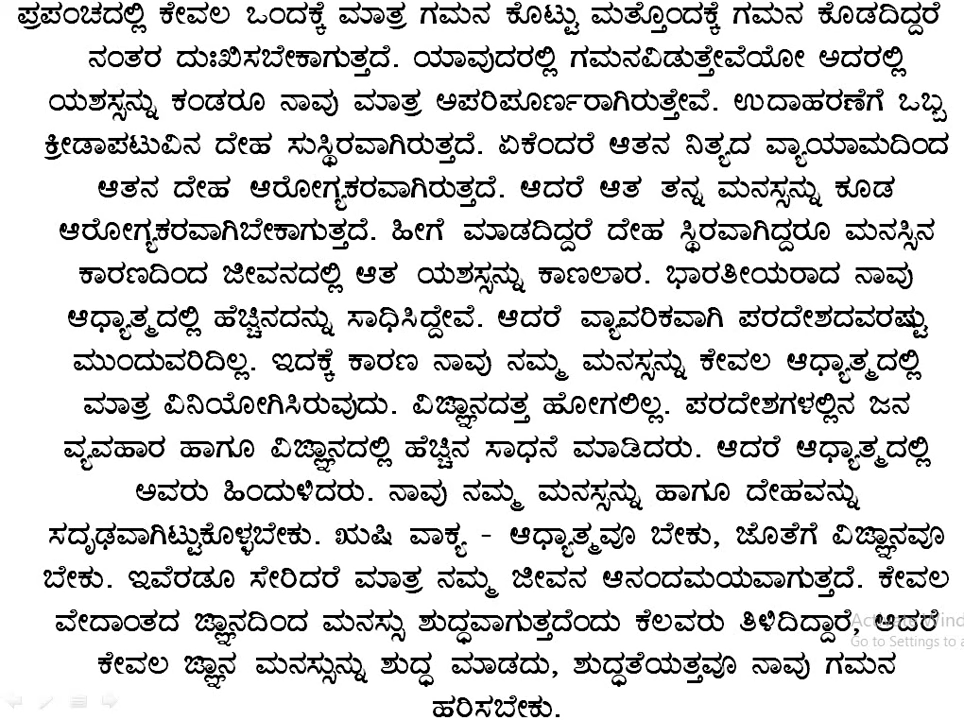 ಪ್ರಪಂಚದಲ್ಲಿ ಕೇವಲ ಒಂದಕ್ಕೆ ಮಾತ್ರ ಗಮನ ಕೊಟ್ಟು ಮತ್ತೊಂದಕ್ಕೆ ಗಮನ ಕೊಡದಿದ್ದರೆ
ನಂತರ ದುಃಖಿಸಬೇಕಾಗುತ್ತದೆ. ಯಾವುದರಲ್ಲಿ ಗಮನವಿಡುತ್ತೇವೆಯೋ ಅದರಲ್ಲಿ
ಯಶಸ್ಸನ್ನು ಕಂಡರೂ ನಾವು ಮಾತ್ರ ಅಪರಿಪೂರ್ಣರಾಗಿರುತ್ತೇವೆ. ಉದಾಹರಣೆಗೆ ಒಬ್ಬ
ಕ್ರೀಡಾಪಟುವಿನ ದೇಹ ಸುಸ್ಥಿರವಾಗಿರುತ್ತದೆ. ಏಕೆಂದರೆ ಆತನ ನಿತ್ಯದ ವ್ಯಾಯಾಮದಿಂದ
ಆತನ ದೇಹ ಆರೋಗ್ಯಕರವಾಗಿರುತ್ತದೆ. ಆದರೆ ಆತ ತನ್ನ ಮನಸ್ಸನ್ನು ಕೂಡ
ಆರೋಗ್ಯಕರವಾಗಿಬೇಕಾಗುತ್ತದೆ. ಹೀಗೆ ಮಾಡದಿದ್ದರೆ ದೇಹ ಸ್ಥಿರವಾಗಿದ್ದರೂ ಮನಸ್ಸಿನ
ಕಾರಣದಿಂದ ಜೀವನದಲ್ಲಿ ಆತ ಯಶಸ್ಸನ್ನು ಕಾಣಲಾರ. ಭಾರತೀಯರಾದ ನಾವು
ಆಧ್ಯಾತ್ಮದಲ್ಲಿ ಹೆಚ್ಚಿನದನ್ನು ಸಾಧಿಸಿದ್ದೇವೆ. ಆದರೆ ವ್ಯಾವರಿಕವಾಗಿ ಪರದೇಶದವರಷ್ಟು
ಮುಂದುವರಿದಿಲ್ಲ. ಇದಕ್ಕೆ ಕಾರಣ ನಾವು ನಮ್ಮ ಮನಸ್ಸನ್ನು ಕೇವಲ ಆಧ್ಯಾತ್ಮದಲ್ಲಿ
ಮಾತ್ರ ವಿನಿಯೋಗಿಸಿರುವುದು. ವಿಜ್ಞಾನದತ್ತ ಹೋಗಲಿಲ್ಲ. ಪರದೇಶಗಳಲ್ಲಿನ ಜನ
ವ್ಯವಹಾರ ಹಾಗೂ ವಿಜ್ಞಾನದಲ್ಲಿ ಹೆಚ್ಚಿನ ಸಾಧನೆ ಮಾಡಿದರು. ಆದರೆ ಆಧ್ಯಾತ್ಮದಲ್ಲಿ
ಅವರು ಹಿಂದುಳಿದರು. ನಾವು ನಮ್ಮ ಮನಸ್ಸನ್ನು ಹಾಗೂ ದೇಹವನ್ನು
ಸದೃಢವಾಗಿಟ್ಟುಕೊಳ್ಳಬೇಕು. ಋಷಿ ವಾಕ್ಯ - ಆಧ್ಯಾತ್ಮವೂ ಬೇಕು, ಜೊತೆಗೆ ವಿಜ್ಞಾನವೂ
ಬೇಕು. ಇವೆರಡೂ ಸೇರಿದರೆ ಮಾತ್ರ ನಮ್ಮ ಜೀವನ ಆನಂದಮಯವಾಗುತ್ತದೆ. ಕೇವಲ
ವೇದಾಂತದ ಜ್ಞಾನದಿಂದ ಮನಸ್ಸು ಶುದ್ಧವಾಗುತ್ತದೆಂದು ಕೆಲವರು ತಿಳಿದಿದ್ದಾರೆ, ಆದರೆ
ಕೇವಲ ಜ್ಞಾನ ಮನಸ್ಸುನ್ನು ಶುದ್ಧ ಮಾಡದು, ಶುದ್ಧತೆಯತ್ತವೂ ನಾವು ಗಮನ
Go to Settings to
ಹರಿಸಬೇಕು.